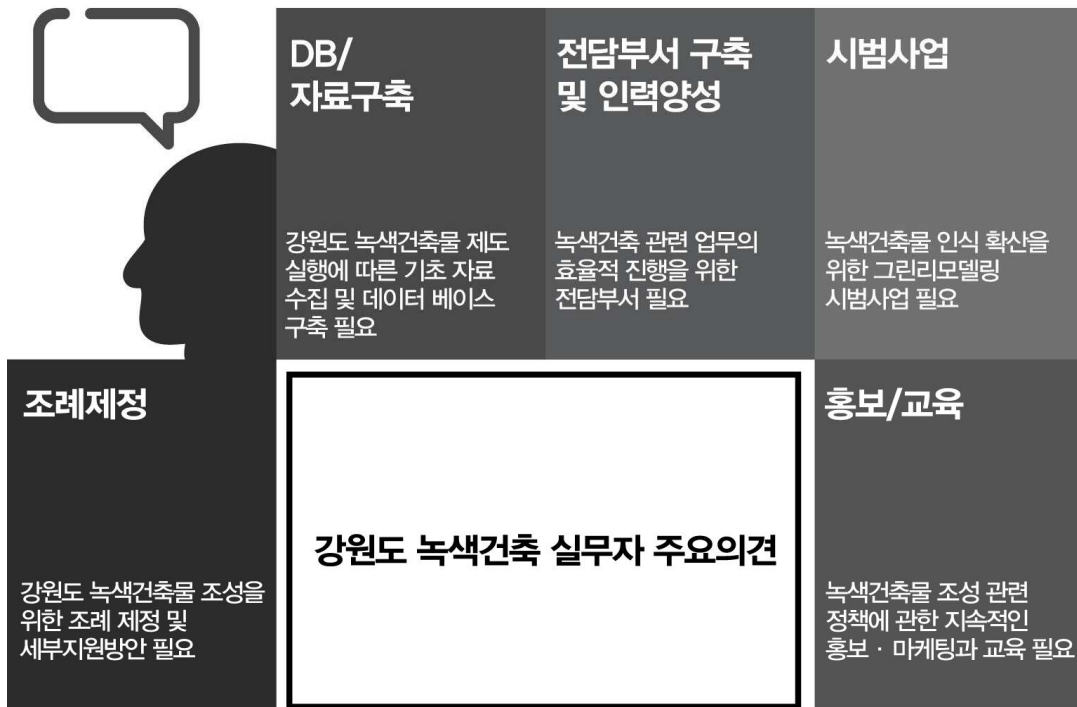 DB/
자료구축
강원도 녹색건축물 제도
실행에 따른 기초 자료
수집 및 데이터 베이스
구축 필요
전담부서 구축
및 인력양성
녹색건축 관련 업무의
효율적 진행을 위한
전담부서 필요
시범사업
녹색건축물 인식 확산을
위한 그린리모델링
시범사업 필요
조례제정
강원도 녹색건축물 조성을
위한 조례 제정 및
세부지원방안 필요
강원도 녹색건축 실무자 주요의견
홍보/교육
녹색건축물 조성 관련
정책에 관한 지속적인
홍보 · 마케팅과 교육 필요